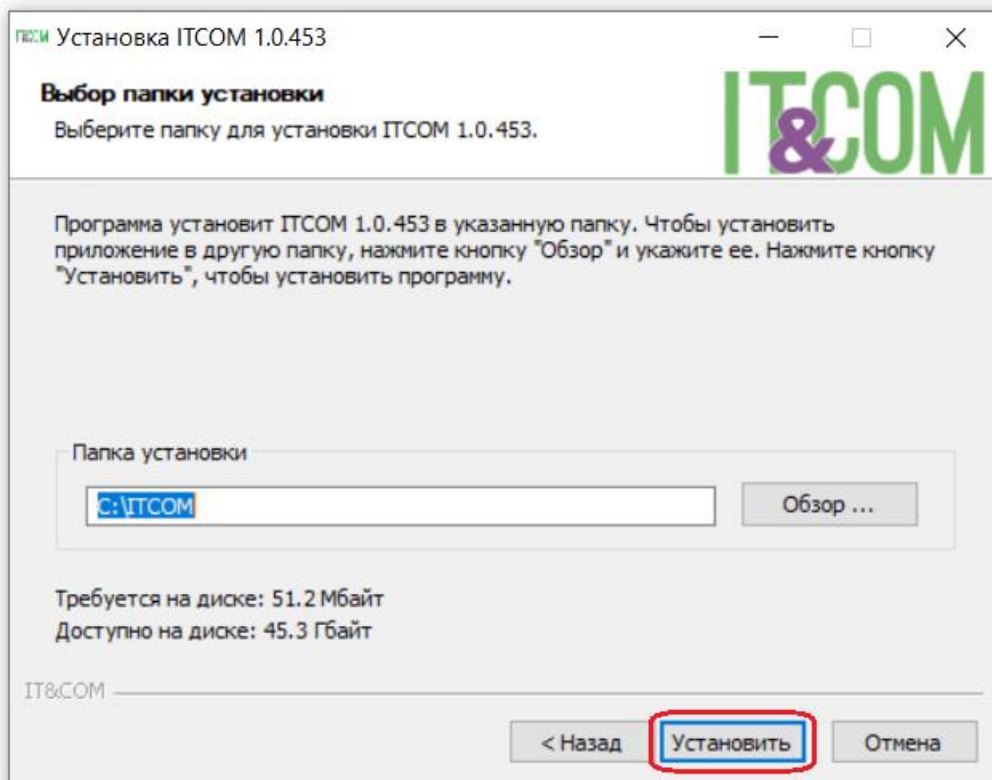 Установка ITCOM 1.0.453
Выбор папки установки
Выберите папку для установки ITCOM 1.0.453.
IT&COM
Программа установит ITCOM 1.0.453 в указанную папку. Чтобы установить
приложение в другую папку, нажмите кнопку "Обзор" и укажите ее. Нажмите кнопку
"Установить", чтобы установить программу.
Папка установки
C:\ITCOM
Обзор ...
Требуется на диске: 51.2 Мбайт
Доступно на диске: 45.3 Гбайт
IT&COM
< Назад
Установить
Отмена